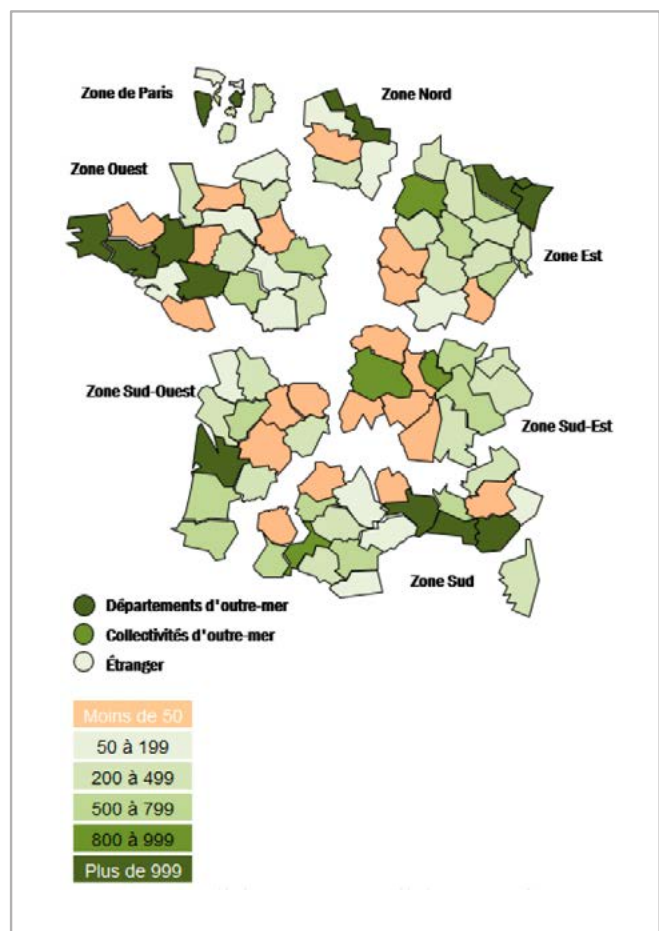 Zone de Paris
Zone Nord
Zone Ouest
Zone Est
Zone Sud-Ouest
Zone Sud-Est
Zone Sud
Départements d'outre-mer
Collectivités d'outre-mer
Étranger
Moins de 50
50 à 199
200 à 499
500 à 799
800 à 999
Plus de 999